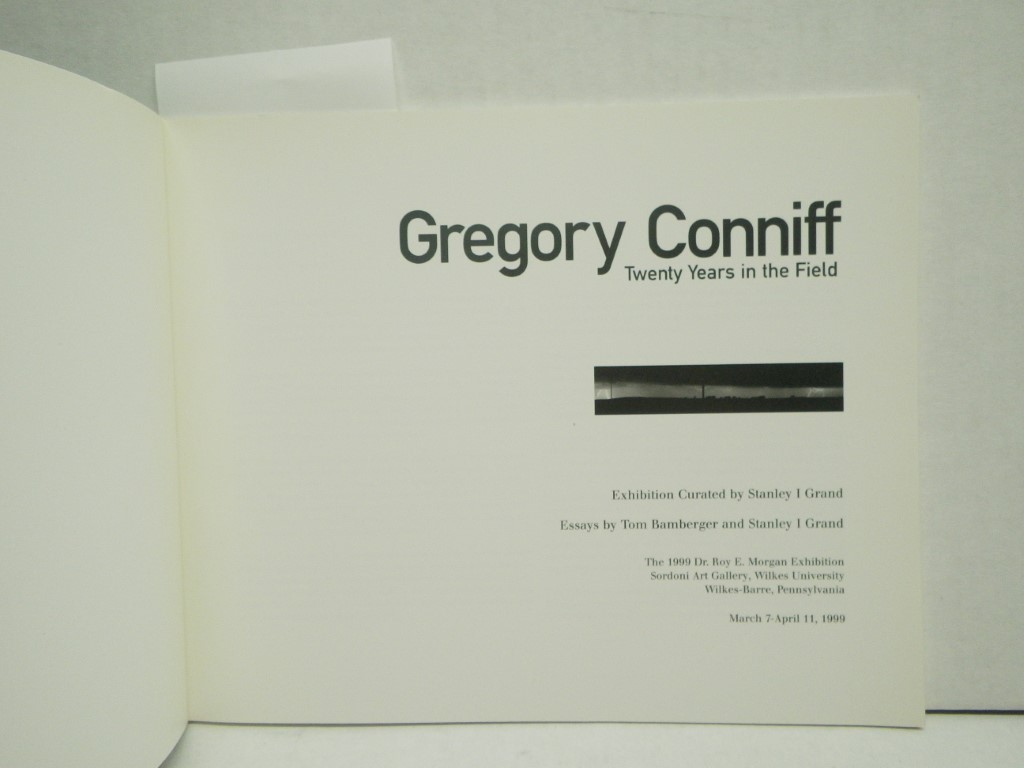 Gregory Conniff
Twenty Years in the Field
Exhibition Curated by Stanley I Grand
Essays by Tom Bamberger and Stanley I Grand
The 1999 Dr. Roy E. Morgan Exhibition
Sordoni Art Gallery, Wilkes University
Wilkes-Barre, Pennsylvania
March 7-April 11, 1999